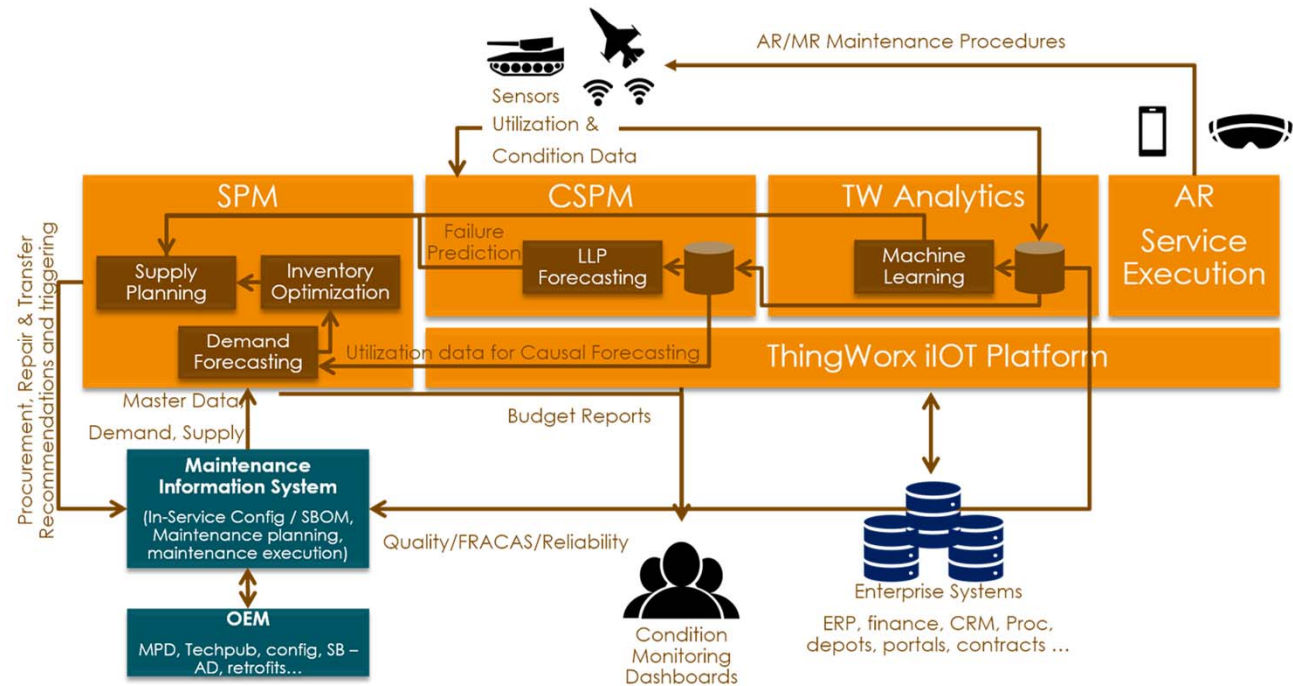 AR/MR Maintenance Procedures
Sensors
Utilization &
Condition Data
SPM
CSPM
TW Analytics
AR
Service
Execution
Failure
Prediction
Supply
Planning
Inventory
Optimization
LLP
Forecasting
Machine
Learning
Demand
Forecasting
Utilization data for Causal Forecasting
ThingWorx iIOT Platform
Procurement, Repair & Transfer
Recommendations and triggering
Master Data,
Demand, Supply
Budget Reports
Maintenance
Information System
(In-Service Config / SBOM,
Maintenance planning,
maintenance execution)
Quality/FRACAS/Reliability
OEM
MPD, Techpub, config, SB –
AD, retrofits...
Condition
Monitoring
Dashboards
Enterprise Systems
ERP, finance, CRM, Proc,
depots, portals, contracts ...